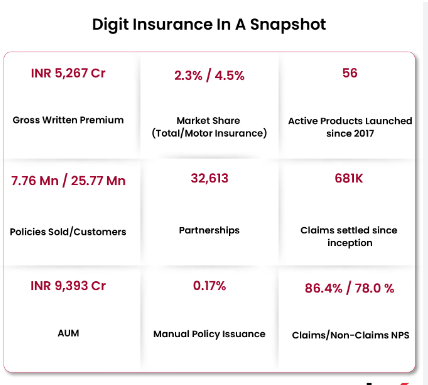 Digit Insurance In A Snapshot
INR 5,267 Cr
Gross Written Premium
2.3% / 4.5%
Market Share
(Total/Motor Insurance)
56
Active Products Launched
since 2017
7.76 Mn / 25.77 Mn
Policies Sold/Customers
32,613
Partnerships
681K
Claims settled since
inception
INR 9,393 Cr
AUM
0.17%
Manual Policy Issuance
86.4% / 78.0 %
Claims/Non-Claims NPS